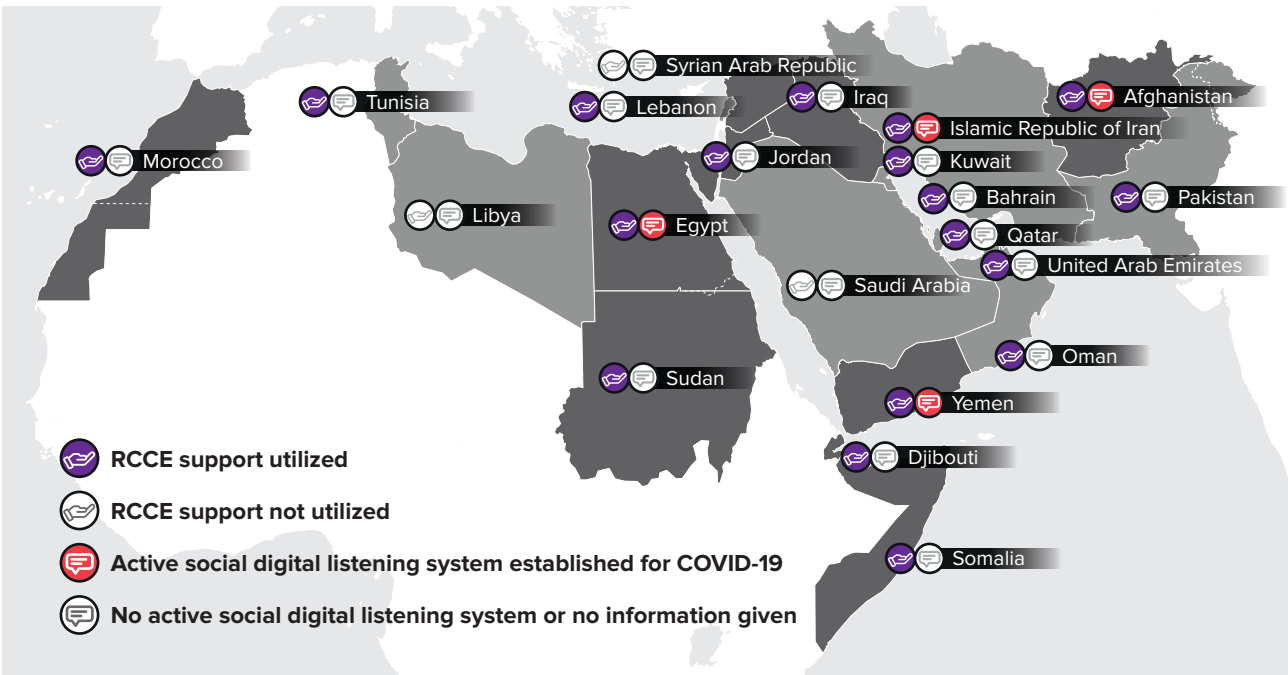 Syrian Arab Republic
Tunisia
Lebanon
Iraq
Afghanistan
Islamic Republic of Iran
Morocco
Jordan
Kuwait
Bahrain
Pakistan
Libya
Egypt
Qatar
United Arab Emirates
Saudi Arabia
Oman
Sudan
Yemen
Djibouti
Somalia
RCCE support utilized
RCCE support not utilized
Active social digital listening system established for COVID-19
No active social digital listening system or no information given